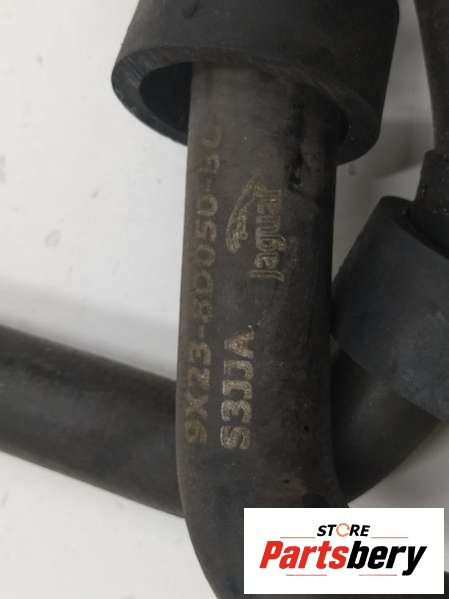 9X23-8D050-BC
S3JJA
Jaguar
STORE
Partsbery